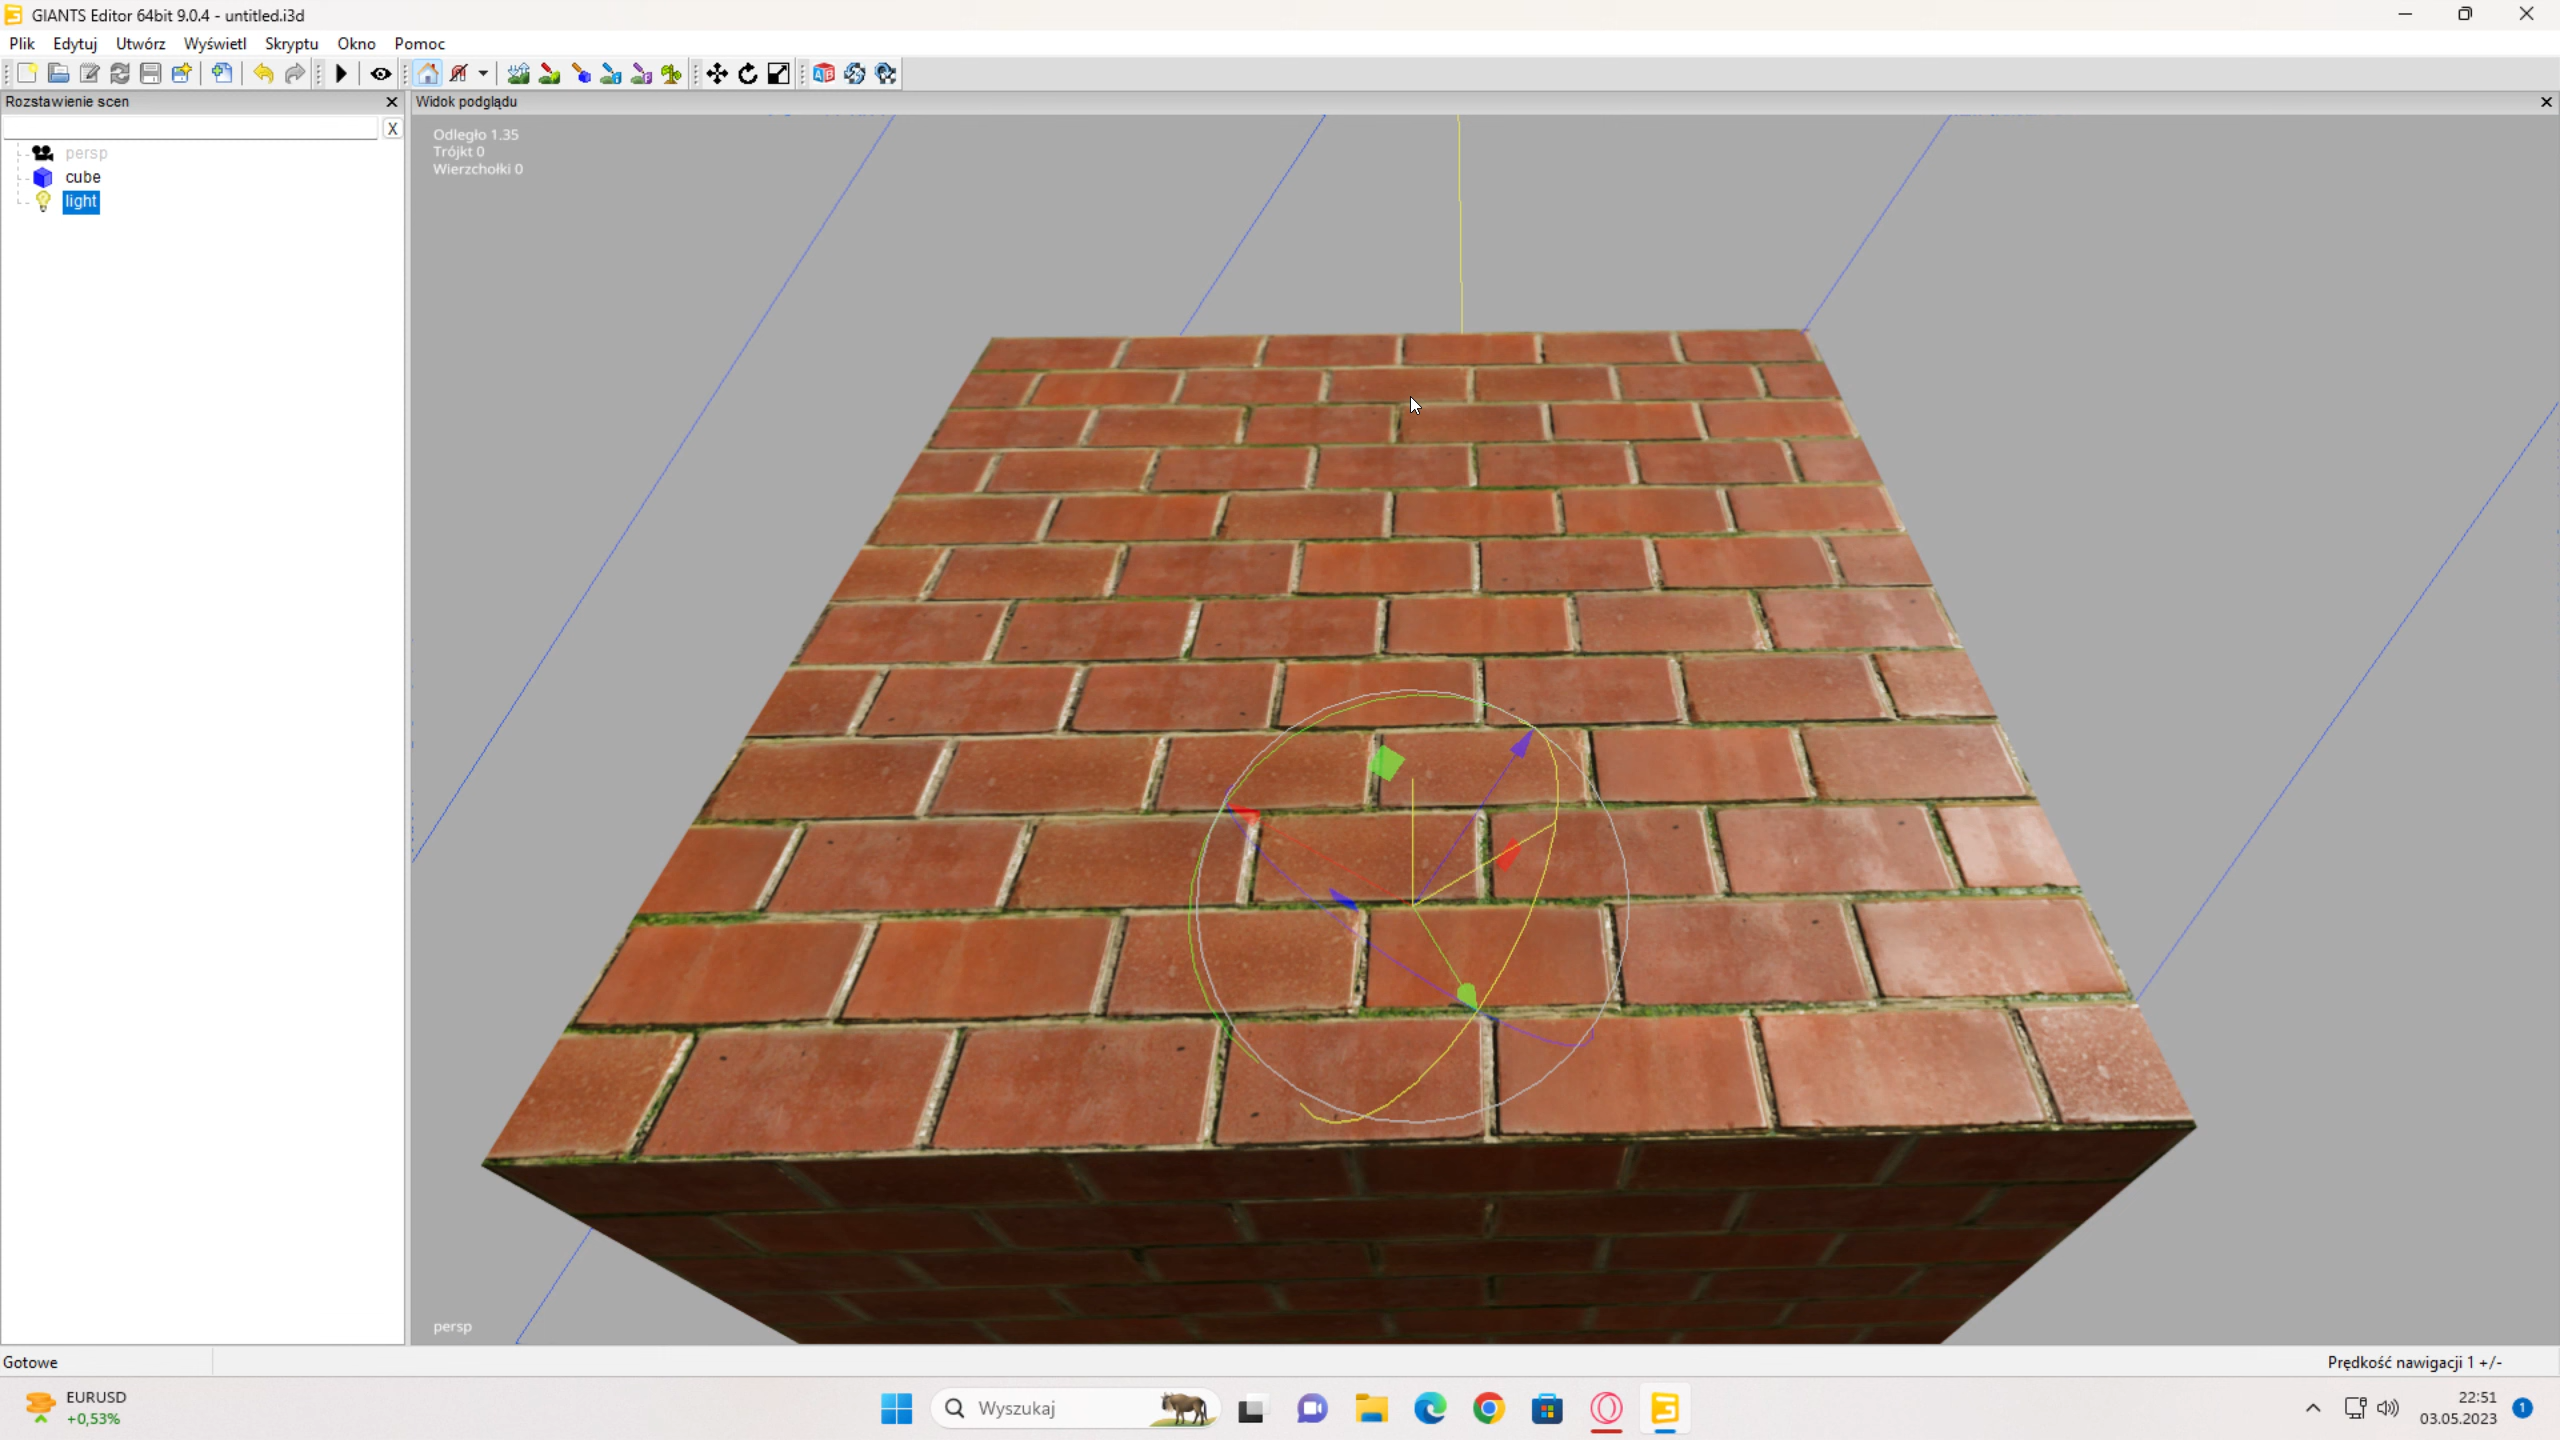 GIANTS Editor 64bit 9.0.4 - untitled.i3d
Plik Edytuj Utwórz Wyświetl Skryptu Okno Pomoc
Rozstawienie scen
Widok podglądu
X
persp
cube
light
Odległo 1.35
Trójkt 0
Wierzchołki 0
persp
Gotowe
Prędkość nawigacji 1 +/-
EURUSD
+0,53%
Wyszukaj
22:51
03.05.2023
1